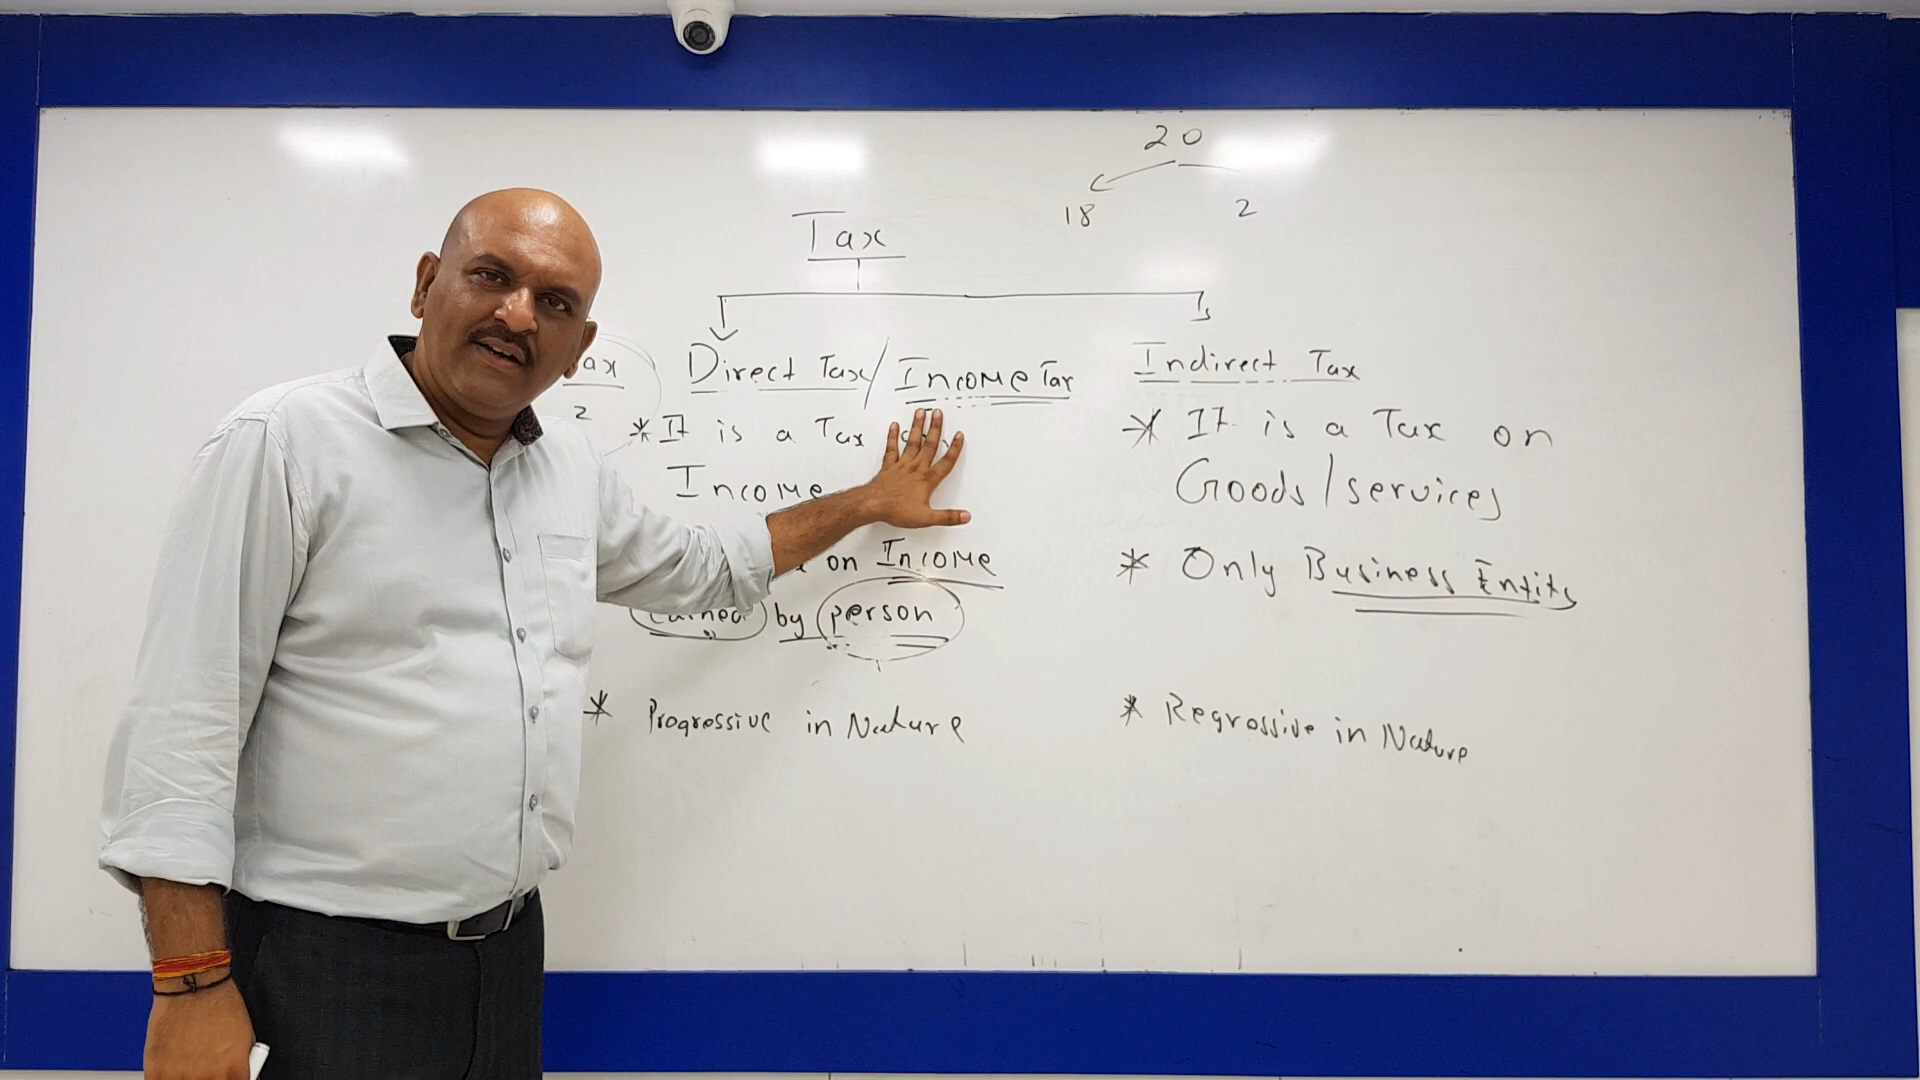 20
18 2
Tax
Direct Tax/Income Tax
Indirect Tax
2
* It is a Tax
Income
on Income
by person
* Progressive in Nature
* It is a Tax on
Goods/services
* Only Business Entity
* Regressive in Nature